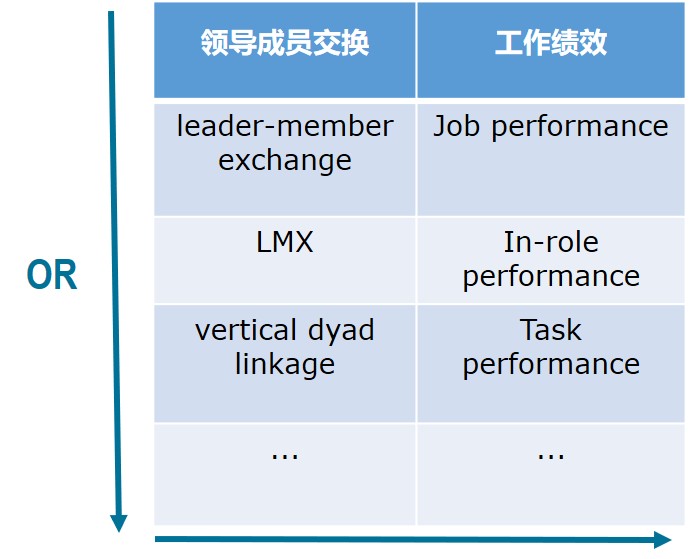 领导成员交换
工作绩效
leader-member
exchange
Job performance
LMX
In-role
performance
OR
vertical dyad
linkage
Task
performance
...
...